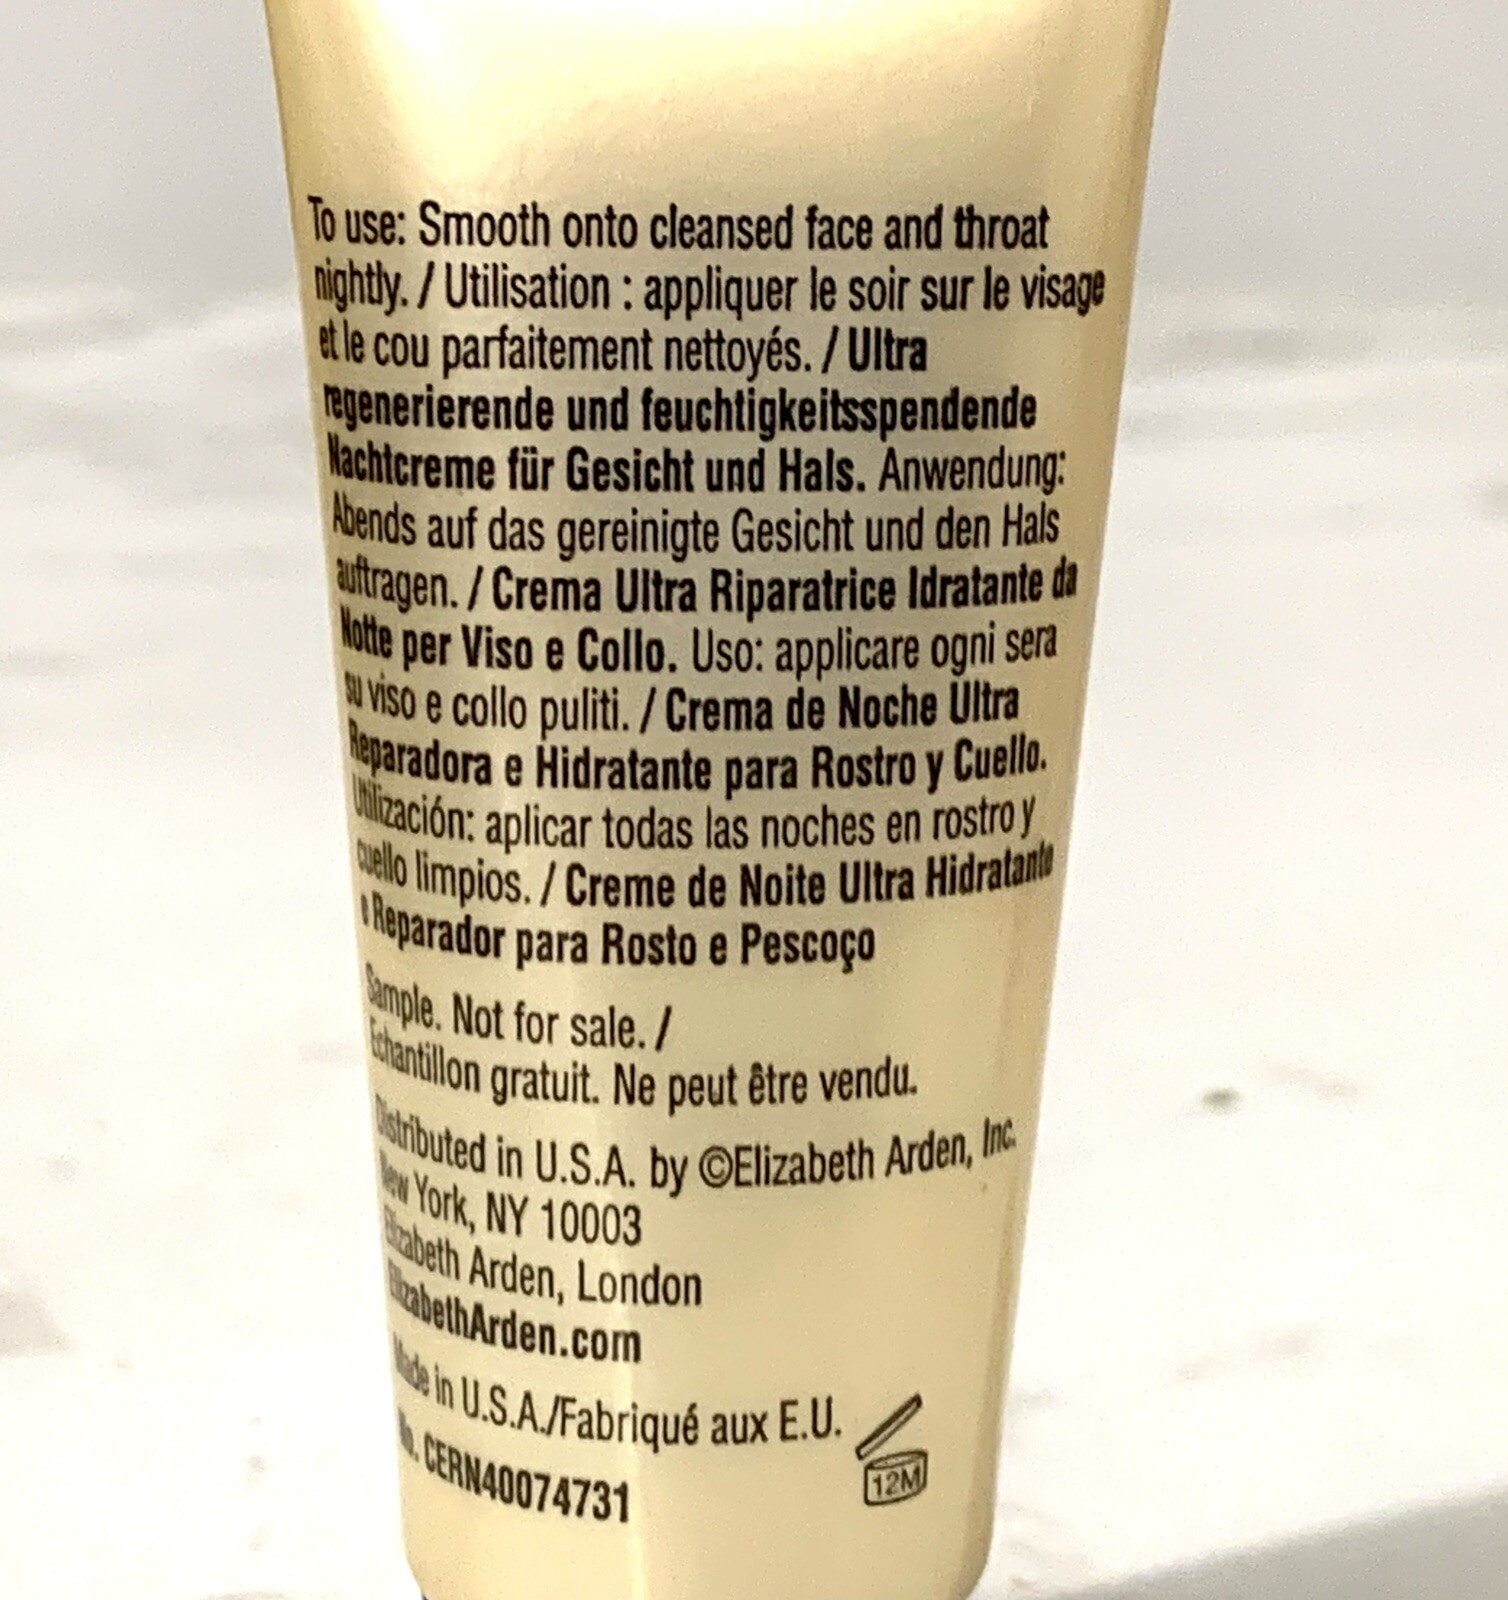 To use: Smooth onto cleansed face and throat
nightly. / Utilisation : appliquer le soir sur le visage
et le cou parfaitement nettoyés. / Ultra
regenerierende und feuchtigkeitsspendende
Nachtcreme für Gesicht und Hals. Anwendung:
Abends auf das gereinigte Gesicht und den Hals
auftragen. / Crema Ultra Riparatrice Idratante da
Notte per Viso e Collo. Uso: applicare ogni sera
su viso e collo puliti. / Crema de Noche Ultra
Reparadora e Hidratante para Rostro y Cuello.
Utilización: aplicar todas las noches en rostro y
cuello limpios. / Creme de Noite Ultra Hidratante
e Reparador para Rosto e Pescoço
Sample. Not for sale. /
Echantillon gratuit. Ne peut être vendu.
Distributed in U.S.A. by ©Elizabeth Arden, Inc.
New York, NY 10003
Elizabeth Arden, London
ElizabethArden.com
Made in U.S.A./Fabriqué aux E.U.
No. CERN40074731
12M